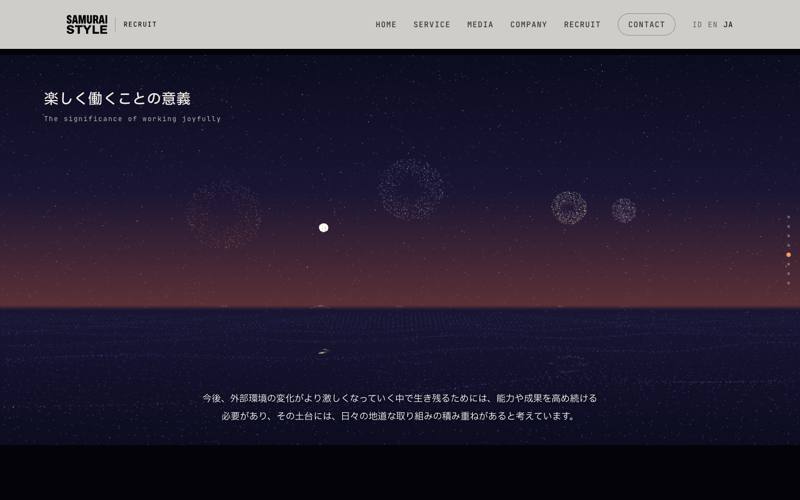 SAMURAI
STYLE
RECRUIT
HOME SERVICE MEDIA COMPANY RECRUIT CONTACT ID EN JA
楽しく働くことの意義
The significance of working joyfully
今後、外部環境の変化がより激しくなっていく中で生き残るためには、能力や成果を高め続ける
必要があり、その土台には、日々の地道な取り組みの積み重ねがあると考えています。